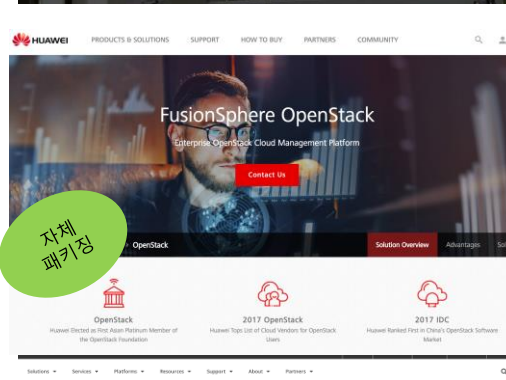 HUAWEI
PRODUCTS & SOLUTIONS SUPPORT HOW TO BUY PARTNERS COMMUNITY
FusionSphere OpenStack
Enterprise OpenStack Cloud Management Platform
Contact Us
자체
패키징
OpenStack
Solution Overview Advantages
OpenStack
Huawei Elected as First Asian Platinum Member of
the OpenStack Foundation
2017 OpenStack
Huawei Tops List of Cloud Vendors for OpenStack
Users
2017 IDC
Huawei Ranked First in China's OpenStack Software
Market
Solutions Services Platforms Resources Support About Partners